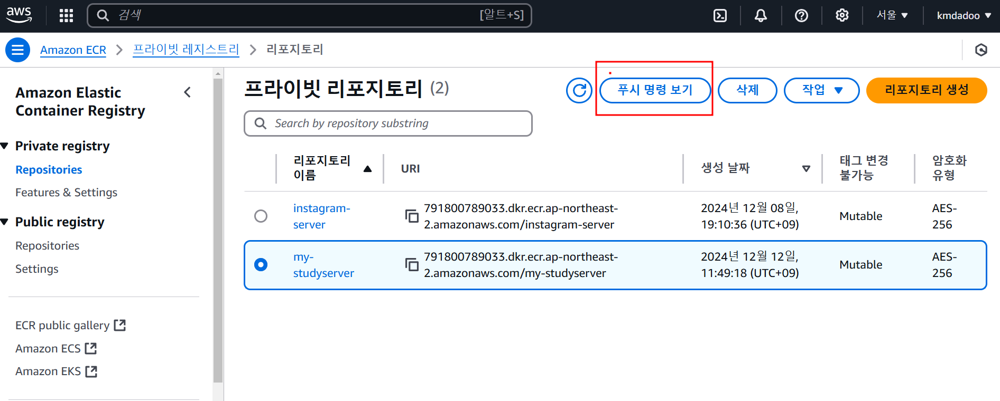 aws
검색
[알트+S]
서울
kmdadoo
Amazon ECR
프라이빗 레지스트리
리포지토리
Amazon Elastic
Container Registry
Private registry
Repositories
Features & Settings
Public registry
Repositories
Settings
ECR public gallery
Amazon ECS
Amazon EKS
프라이빗 리포지토리 (2)
푸시 명령 보기
삭제
작업
리포지토리 생성
Search by repository substring
리포지토리
이름
URI
생성 날짜
태그 변경
불가능
암호화
유형
instagram-
server
791800789033.dkr.ecr.ap-northeast-
2.amazonaws.com/instagram-server
2024년 12월 08일,
19:10:36 (UTC+09)
Mutable
AES-
256
my-
studyserver
791800789033.dkr.ecr.ap-northeast-
2.amazonaws.com/my-studyserver
2024년 12월 12일,
11:49:18 (UTC+09)
Mutable
AES-
256